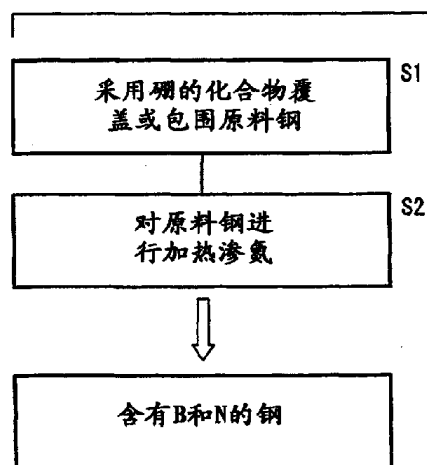 采用硼的化合物覆
盖或包围原料钢
S1
对原料钢进
行加热渗氮
S2
含有B和N的钢